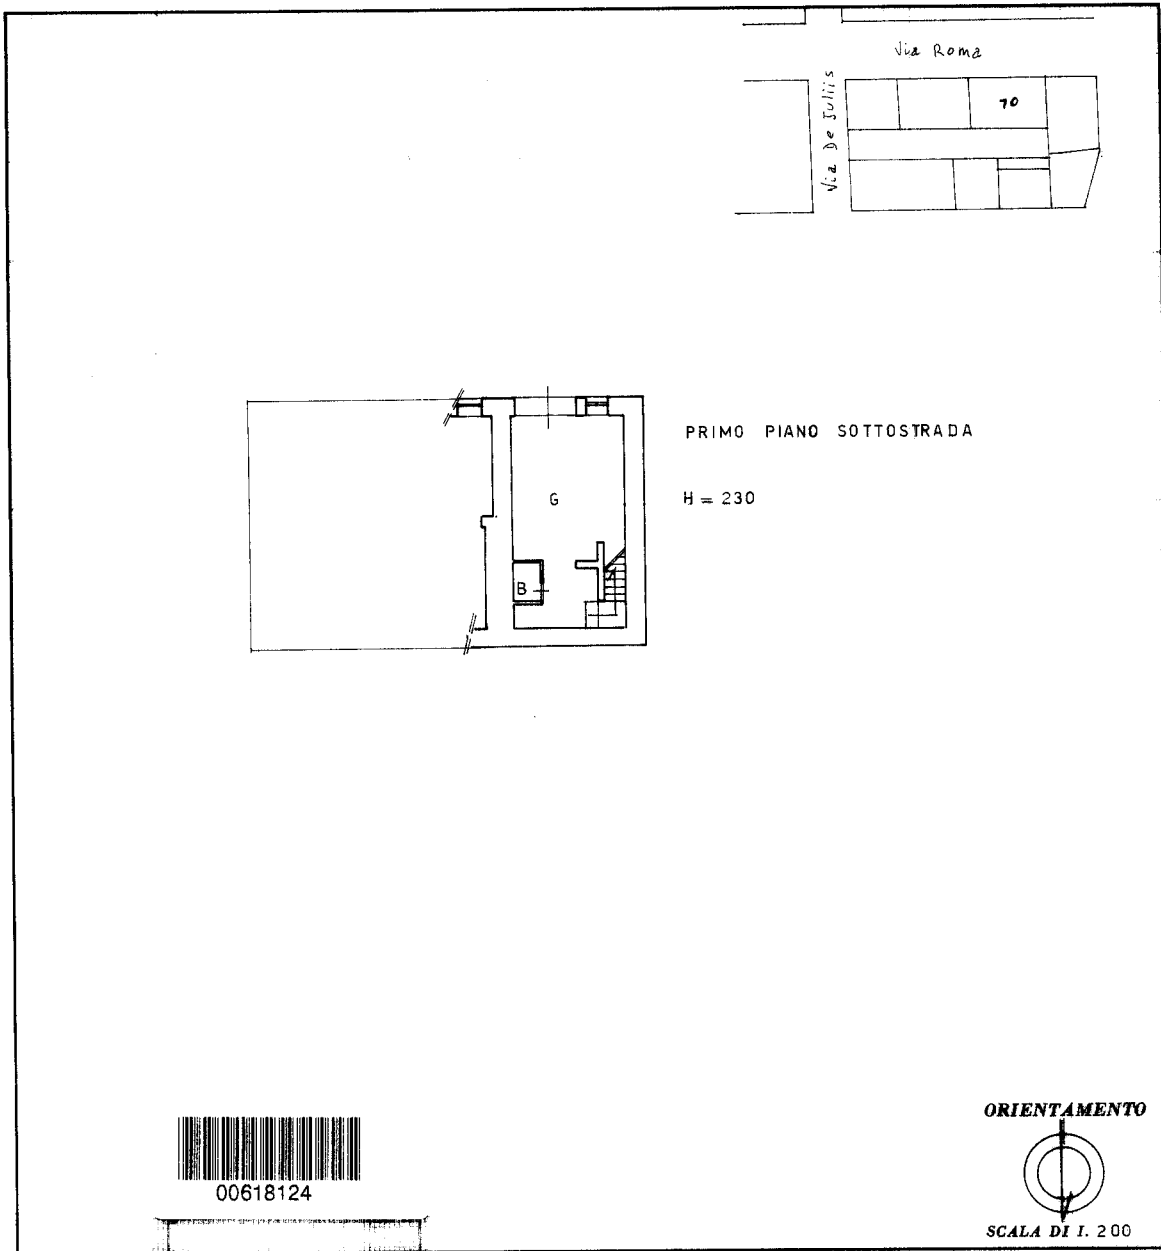 Via Roma
Via De Juliis
70
PRIMO PIANO SOTTOSTRADA
H = 230
G
B
00618124
ORIENTAMENTO
SCALA DI 1. 200